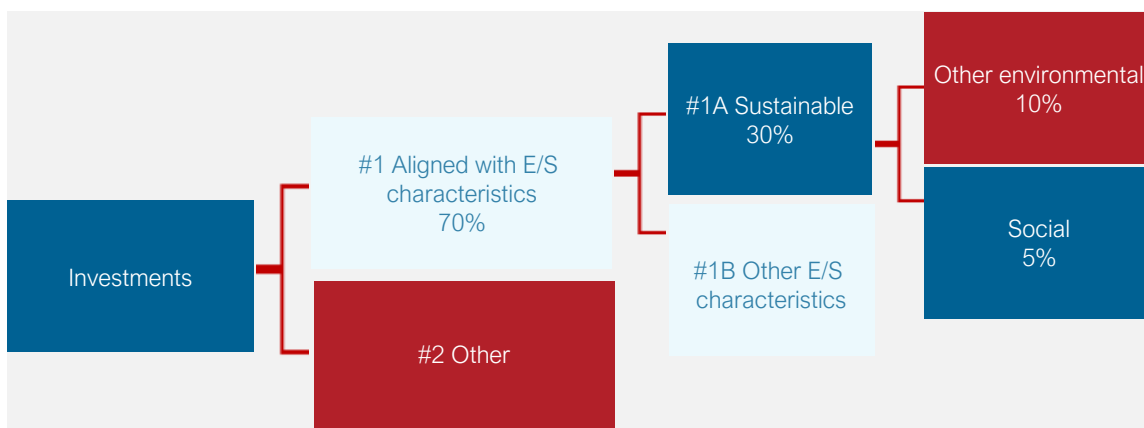 Investments
#1 Aligned with E/S
characteristics
70%
#2 Other
#1A Sustainable
30%
#1B Other E/S
characteristics
Other environmental
10%
Social
5%